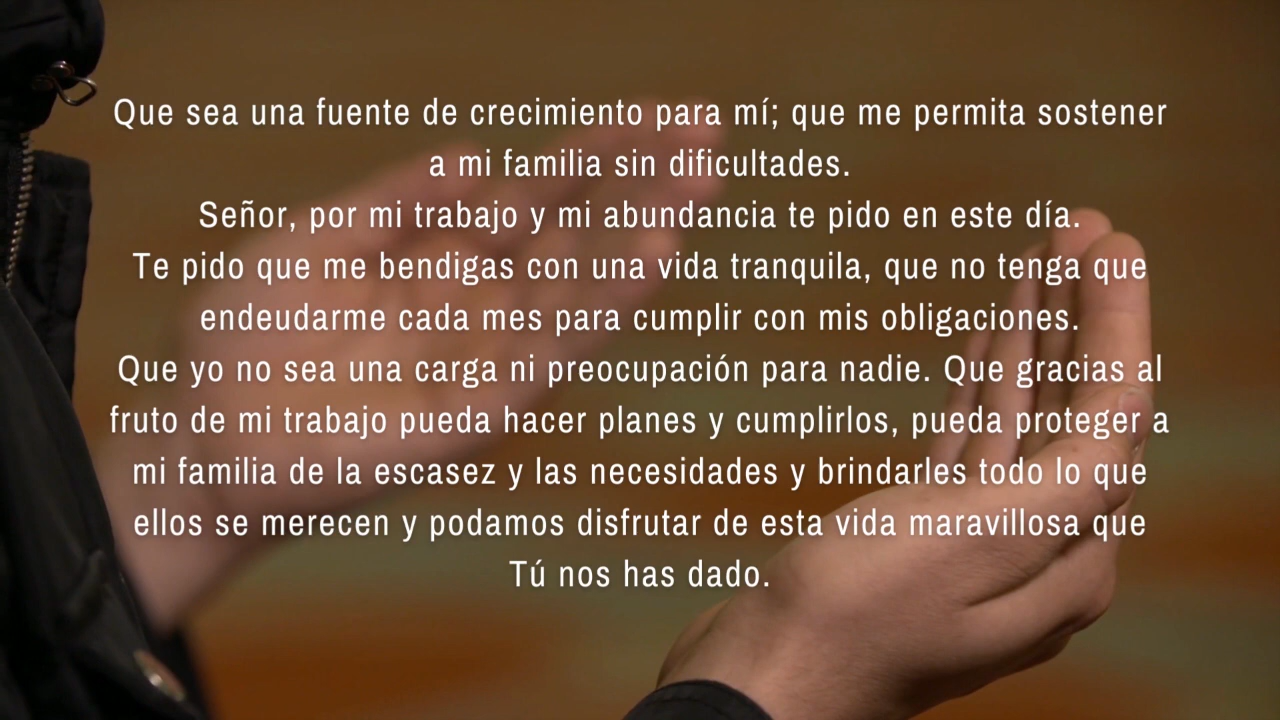 Que sea una fuente de crecimiento para mí; que me permita sostener
a mi familia sin dificultades.
Señor, por mi trabajo y mi abundancia te pido en este día.
Te pido que me bendigas con una vida tranquila, que no tenga que
endeudarme cada mes para cumplir con mis obligaciones.
Que yo no sea una carga ni preocupación para nadie. Que gracias al
fruto de mi trabajo pueda hacer planes y cumplirlos, pueda proteger a
mi familia de la escasez y las necesidades y brindarles todo lo que
ellos se merecen y podamos disfrutar de esta vida maravillosa que
Tú nos has dado.